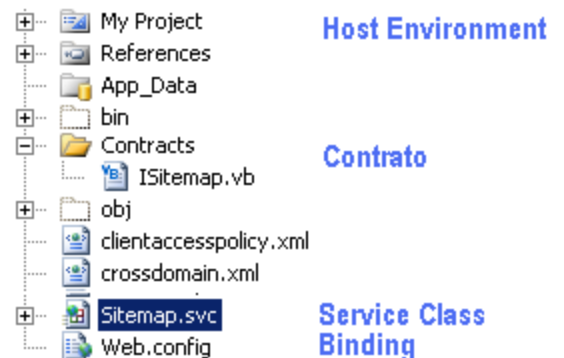 My Project Host Environment
References
App_Data
bin
Contracts Contrato
ISitemap.vb
obj
clientaccesspolicy.xml
crossdomain.xml
Sitemap.svc Service Class
Web.config Binding